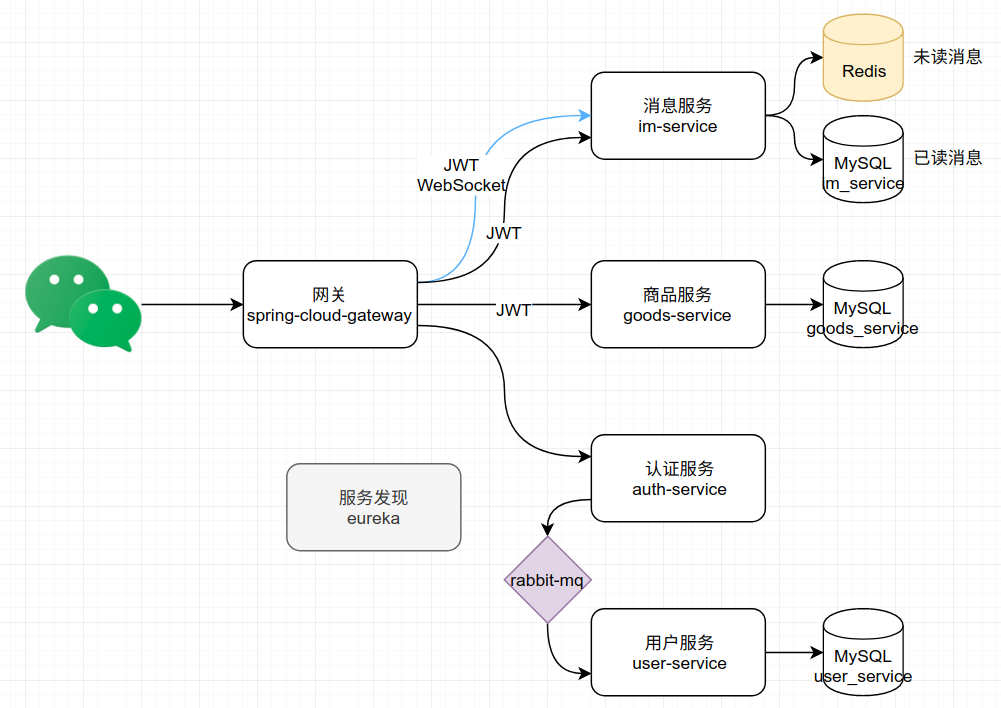 消息服务
im-service
Redis
未读消息
MySQL
im_service
已读消息
JWT
WebSocket
JWT
网关
spring-cloud-gateway
JWT
商品服务
goods-service
MySQL
goods_service
认证服务
auth-service
服务发现
eureka
rabbit-mq
用户服务
user-service
MySQL
user_service